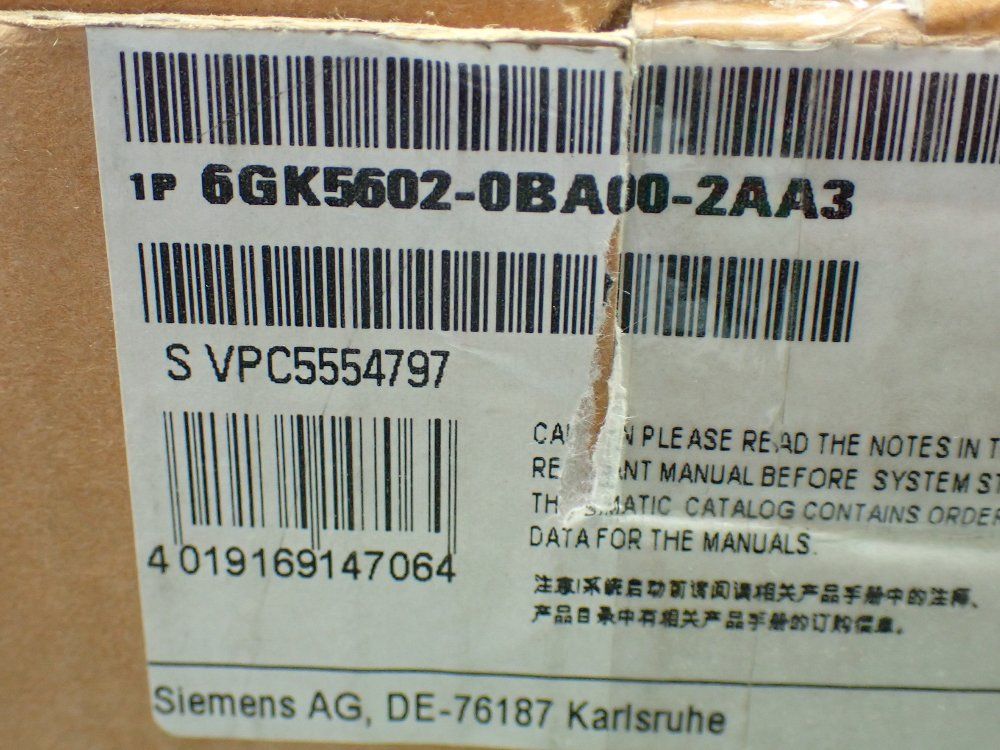 1P 6GK5602-0BA00-2AA3
S VPC5554797
4 019169 147064
PLEASE READ THE NOTES IN
MANUAL BEFORE SYSTEM
CATALOG CONTAINS ORDER
DATA FOR THE MANUALS.
注意!系统启动前请阅读相关产品手册中的注释、
产品目录中有相关产品手册的订购信息。
Siemens AG, DE-76187 Karlsruhe